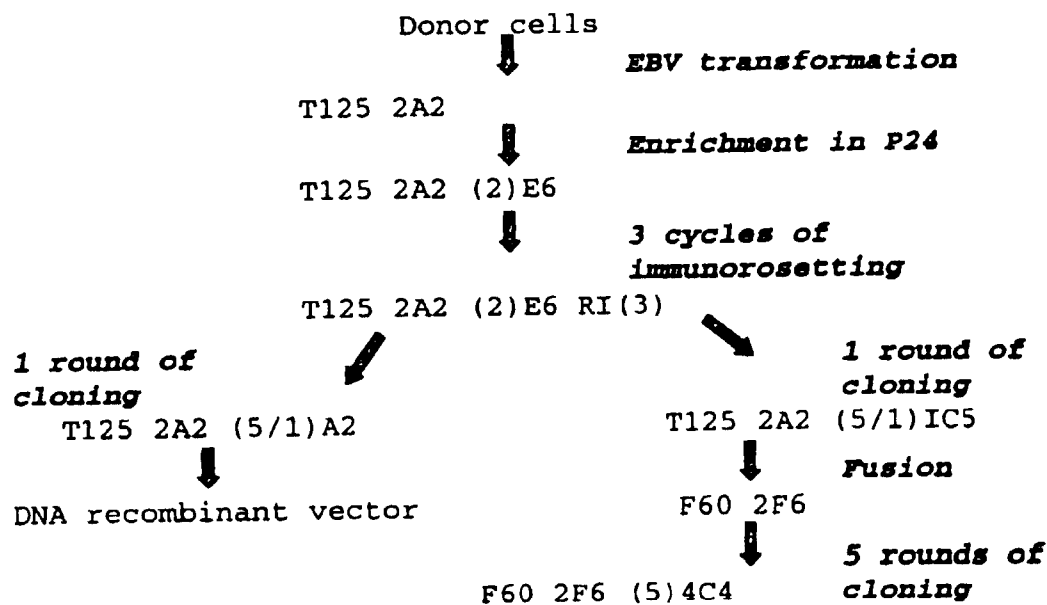 Donor cells
EBV transformation
T125 2A2
Enrichment in P24
T125 2A2 (2)E6
3 cycles of
immunorosetting
T125 2A2 (2)E6 RI(3)
1 round of
cloning
1 round of
cloning
T125 2A2 (5/1)A2
T125 2A2 (5/1)IC5
Fusion
DNA recombinant vector
F60 2F6
5 rounds of
cloning
F60 2F6 (5)4C4